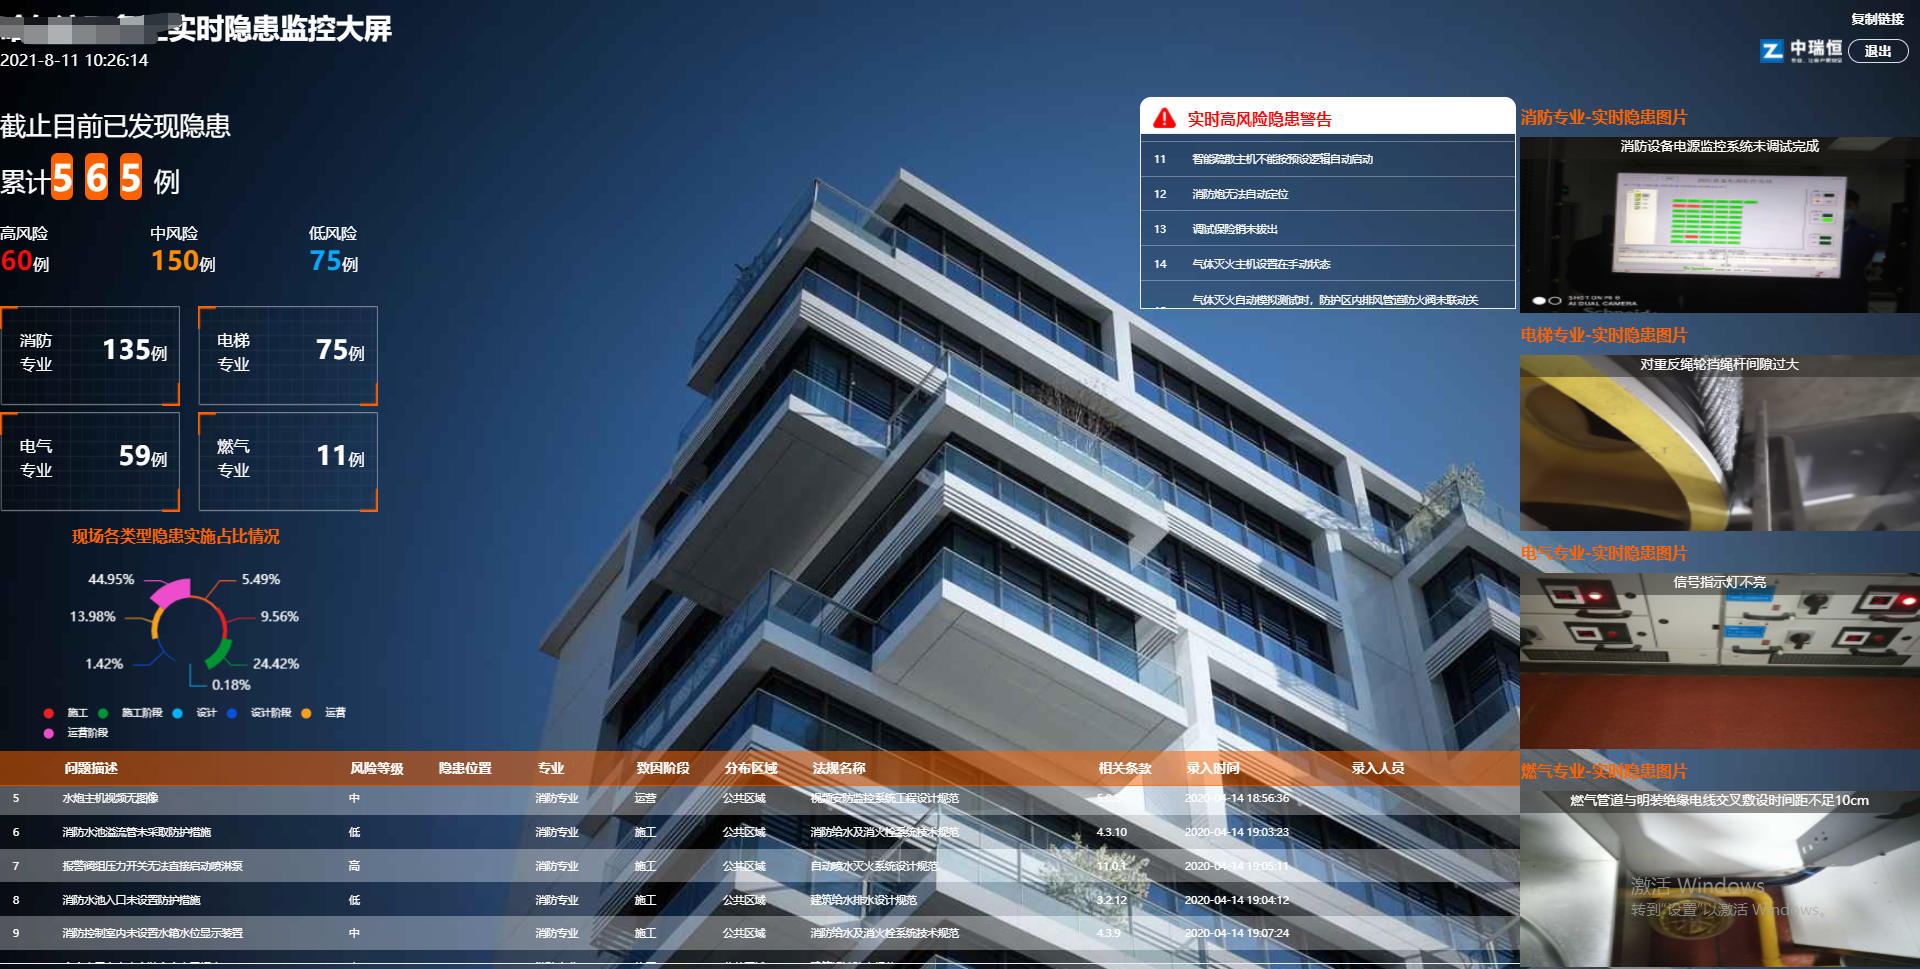 实时隐患监控大屏
2021-8-11 10:26:14
复制链接
中瑞恒
退出
截止目前已发现隐患
累计565例
高风险 中风险 低风险
60例 150例 75例
消防专业 135例
电梯专业 75例
电气专业 59例
燃气专业 11例
现场各类型隐患实施占比情况
44.95% 5.49%
13.98% 9.56%
1.42% 24.42%
0.18%
施工 施工阶段 设计 设计阶段 运营
运营阶段
实时高风险隐患警告
11 智能疏散主机不能按预设逻辑自动启动
12 消防炮无法自动定位
13 调试保险销未拔出
14 气体灭火主机设置在手动状态
气体灭火自动模拟测试时，防护区内排风管道防火阀未联动关
消防专业-实时隐患图片
消防设备电源监控系统未调试完成
SHOT ON MI 8
AI DUAL CAMERA
Schneider
电梯专业-实时隐患图片
对重反绳轮挡绳杆间隙过大
电气专业-实时隐患图片
信号指示灯不亮
燃气专业-实时隐患图片
燃气管道与明装绝缘电线交叉敷设时间距不足10cm
激活 Windows
转到“设置”以激活 Windows。
问题描述 风险等级 隐患位置 专业 致因阶段 分布区域 法规名称 相关条款 录入时间 录入人员
5 水炮主机视频无图像 中 消防专业 运营 公共区域 视频安防监控系统工程设计规范 2020-04-14 18:56:36
6 消防水池溢流管未采取防护措施 低 消防专业 施工 公共区域 消防给水及消火栓系统技术规范 4.3.10 2020-04-14 19:03:23
7 报警阀组压力开关无法直接启动喷淋泵 高 消防专业 施工 公共区域 自动喷水灭火系统设计规范 11.0.1 2020-04-14 19:05:11
8 消防水池入口未设置防护措施 低 消防专业 施工 公共区域 建筑给水排水设计规范 3.2.12 2020-04-14 19:04:12
9 消防控制室内未设置水箱水位显示装置 中 消防专业 施工 公共区域 消防给水及消火栓系统技术规范 4.3.9 2020-04-14 19:07:24